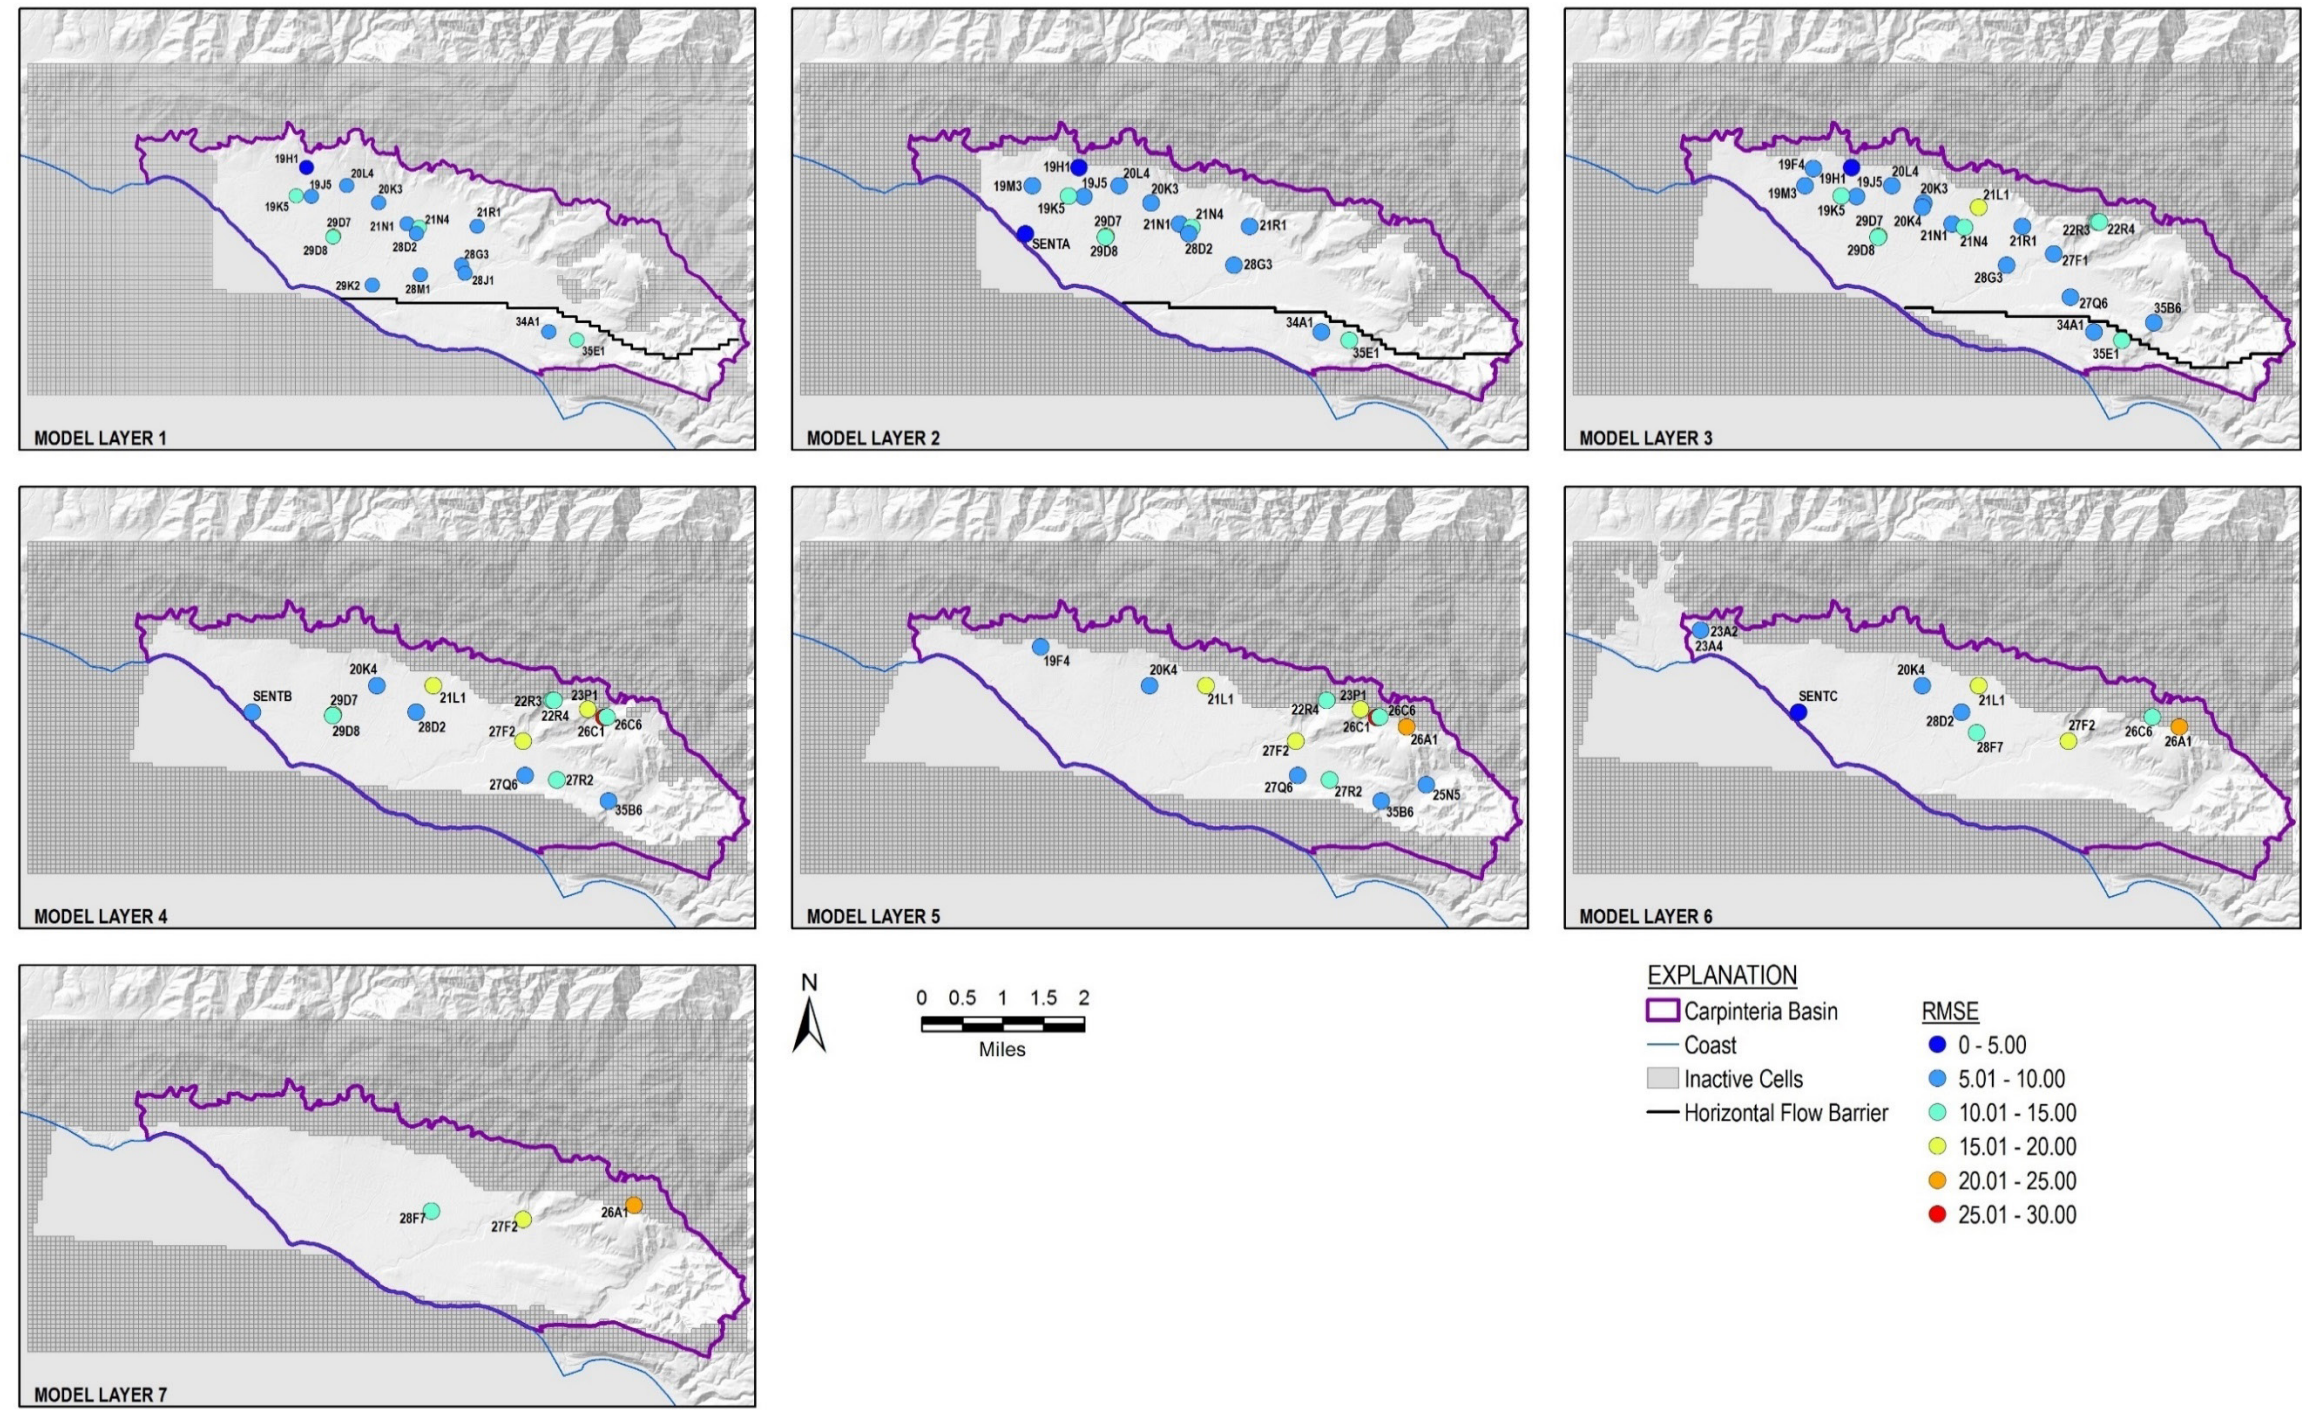 19H1
19J5
20L4
20K3
19K5
29D7
21N1
21N4
21R1
28D2
29D8
28G3
28J1
28M1
29K2
34A1
35E1
MODEL LAYER 1
19H1
20L4
19M3
19J5
20K3
19K5
29D7
21N4
21N1
21R1
SENTA
29D8
28D2
28G3
34A1
35E1
MODEL LAYER 2
19F4
19H1
20L4
19J5
19M3
20K3
21L1
19K5
29D7
20K4
22R3
22R4
21N1
21N4
21R1
29D8
27F1
28G3
27Q6
35B6
34A1
35E1
MODEL LAYER 3
20K4
SENTB
29D7
21L1
22R3
23P1
22R4
26C6
28D2
29D8
26C1
27F2
27Q6
27R2
35B6
MODEL LAYER 4
19F4
20K4
21L1
23P1
22R4
26C6
26C1
26A1
27F2
27Q6
27R2
25N5
35B6
MODEL LAYER 5
23A2
23A4
20K4
SENTC
21L1
28D2
27F2
26C6
26A1
28F7
MODEL LAYER 6
28F7
27F2
26A1
MODEL LAYER 7
N
0 0.5 1 1.5 2
Miles
EXPLANATION
Carpinteria Basin
Coast
Inactive Cells
Horizontal Flow Barrier
RMSE
0 - 5.00
5.01 - 10.00
10.01 - 15.00
15.01 - 20.00
20.01 - 25.00
25.01 - 30.00